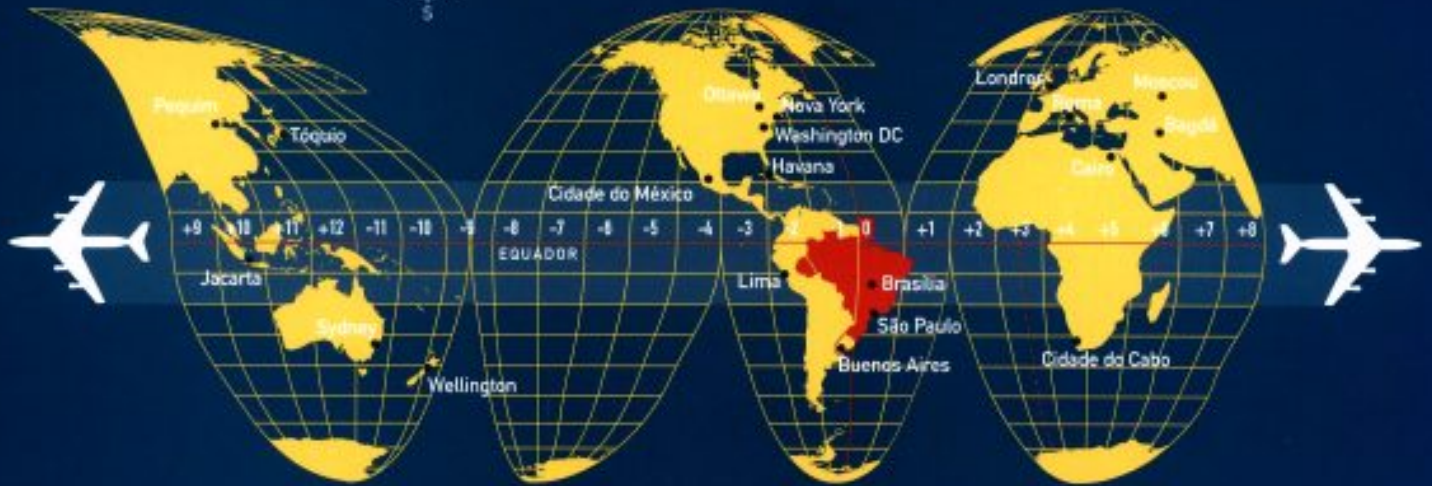 S
Londres
Moscou
Pequim
Ottawa
Nova York
Roma
Tóquio
Washington DC
Bagdá
Havana
Cairo
Cidade do México
+9 +10 +11 +12 -11 -10 -9 -8 -7 -6 -5 -4 -3 -2 -1 0 +1 +2 +3 +4 +5 +6 +7 +8
EQUADOR
Jacarta
Lima
Brasília
Sydney
São Paulo
Buenos Aires
Cidade do Cabo
Wellington